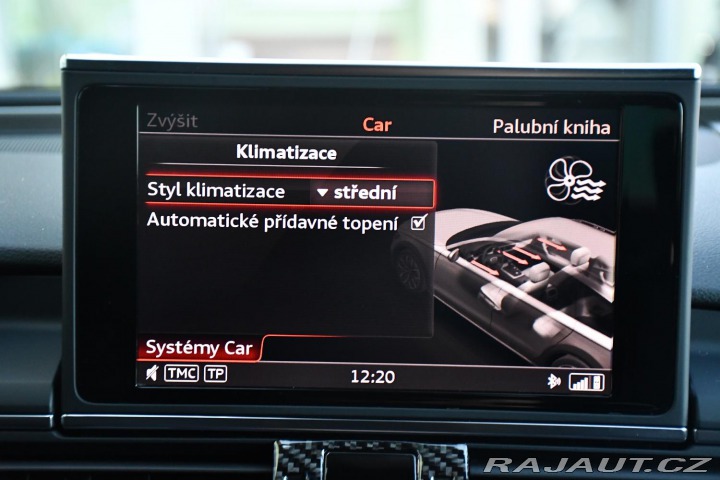 Zvýšit Car Palubní kniha
Klimatizace
Styl klimatizace střední
Automatické přídavné topení
Systémy Car
TMC TP 12:20
RAJAUT.CZ